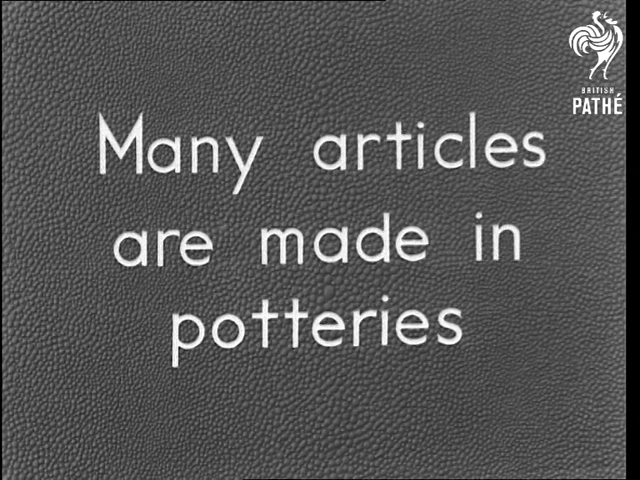 Many articles
are made in
potteries
BRITISH
PATHÉ